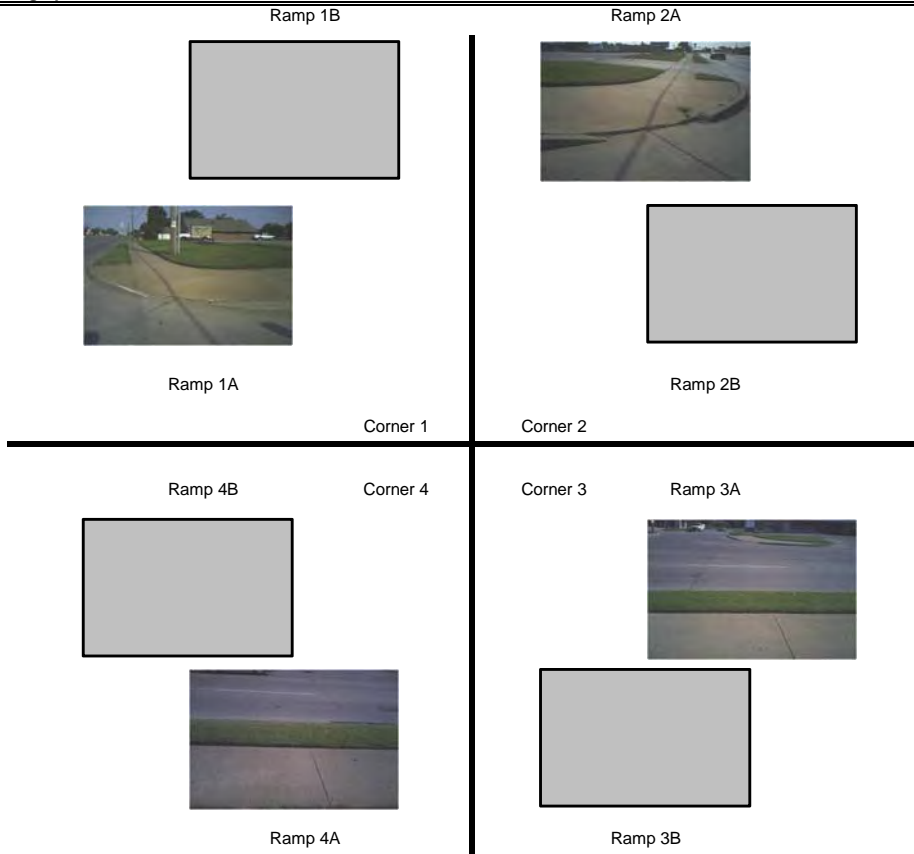 Ramp 1B Ramp 2A
Ramp 1A Ramp 2B
Corner 1 Corner 2
Ramp 4B Corner 4 Corner 3 Ramp 3A
Ramp 4A Ramp 3B